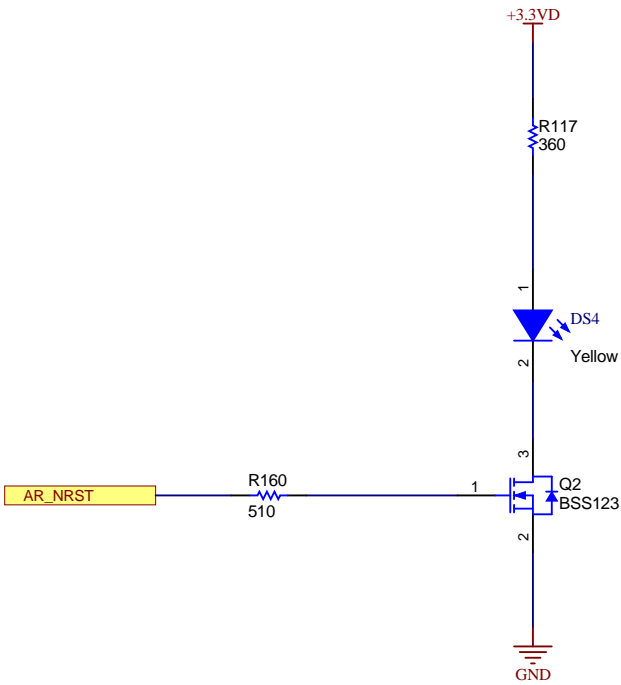 +3.3VD
R117
360
1
DS4
Yellow
2
3
AR_NRST
R160
510
1
Q2
BSS123
2
GND